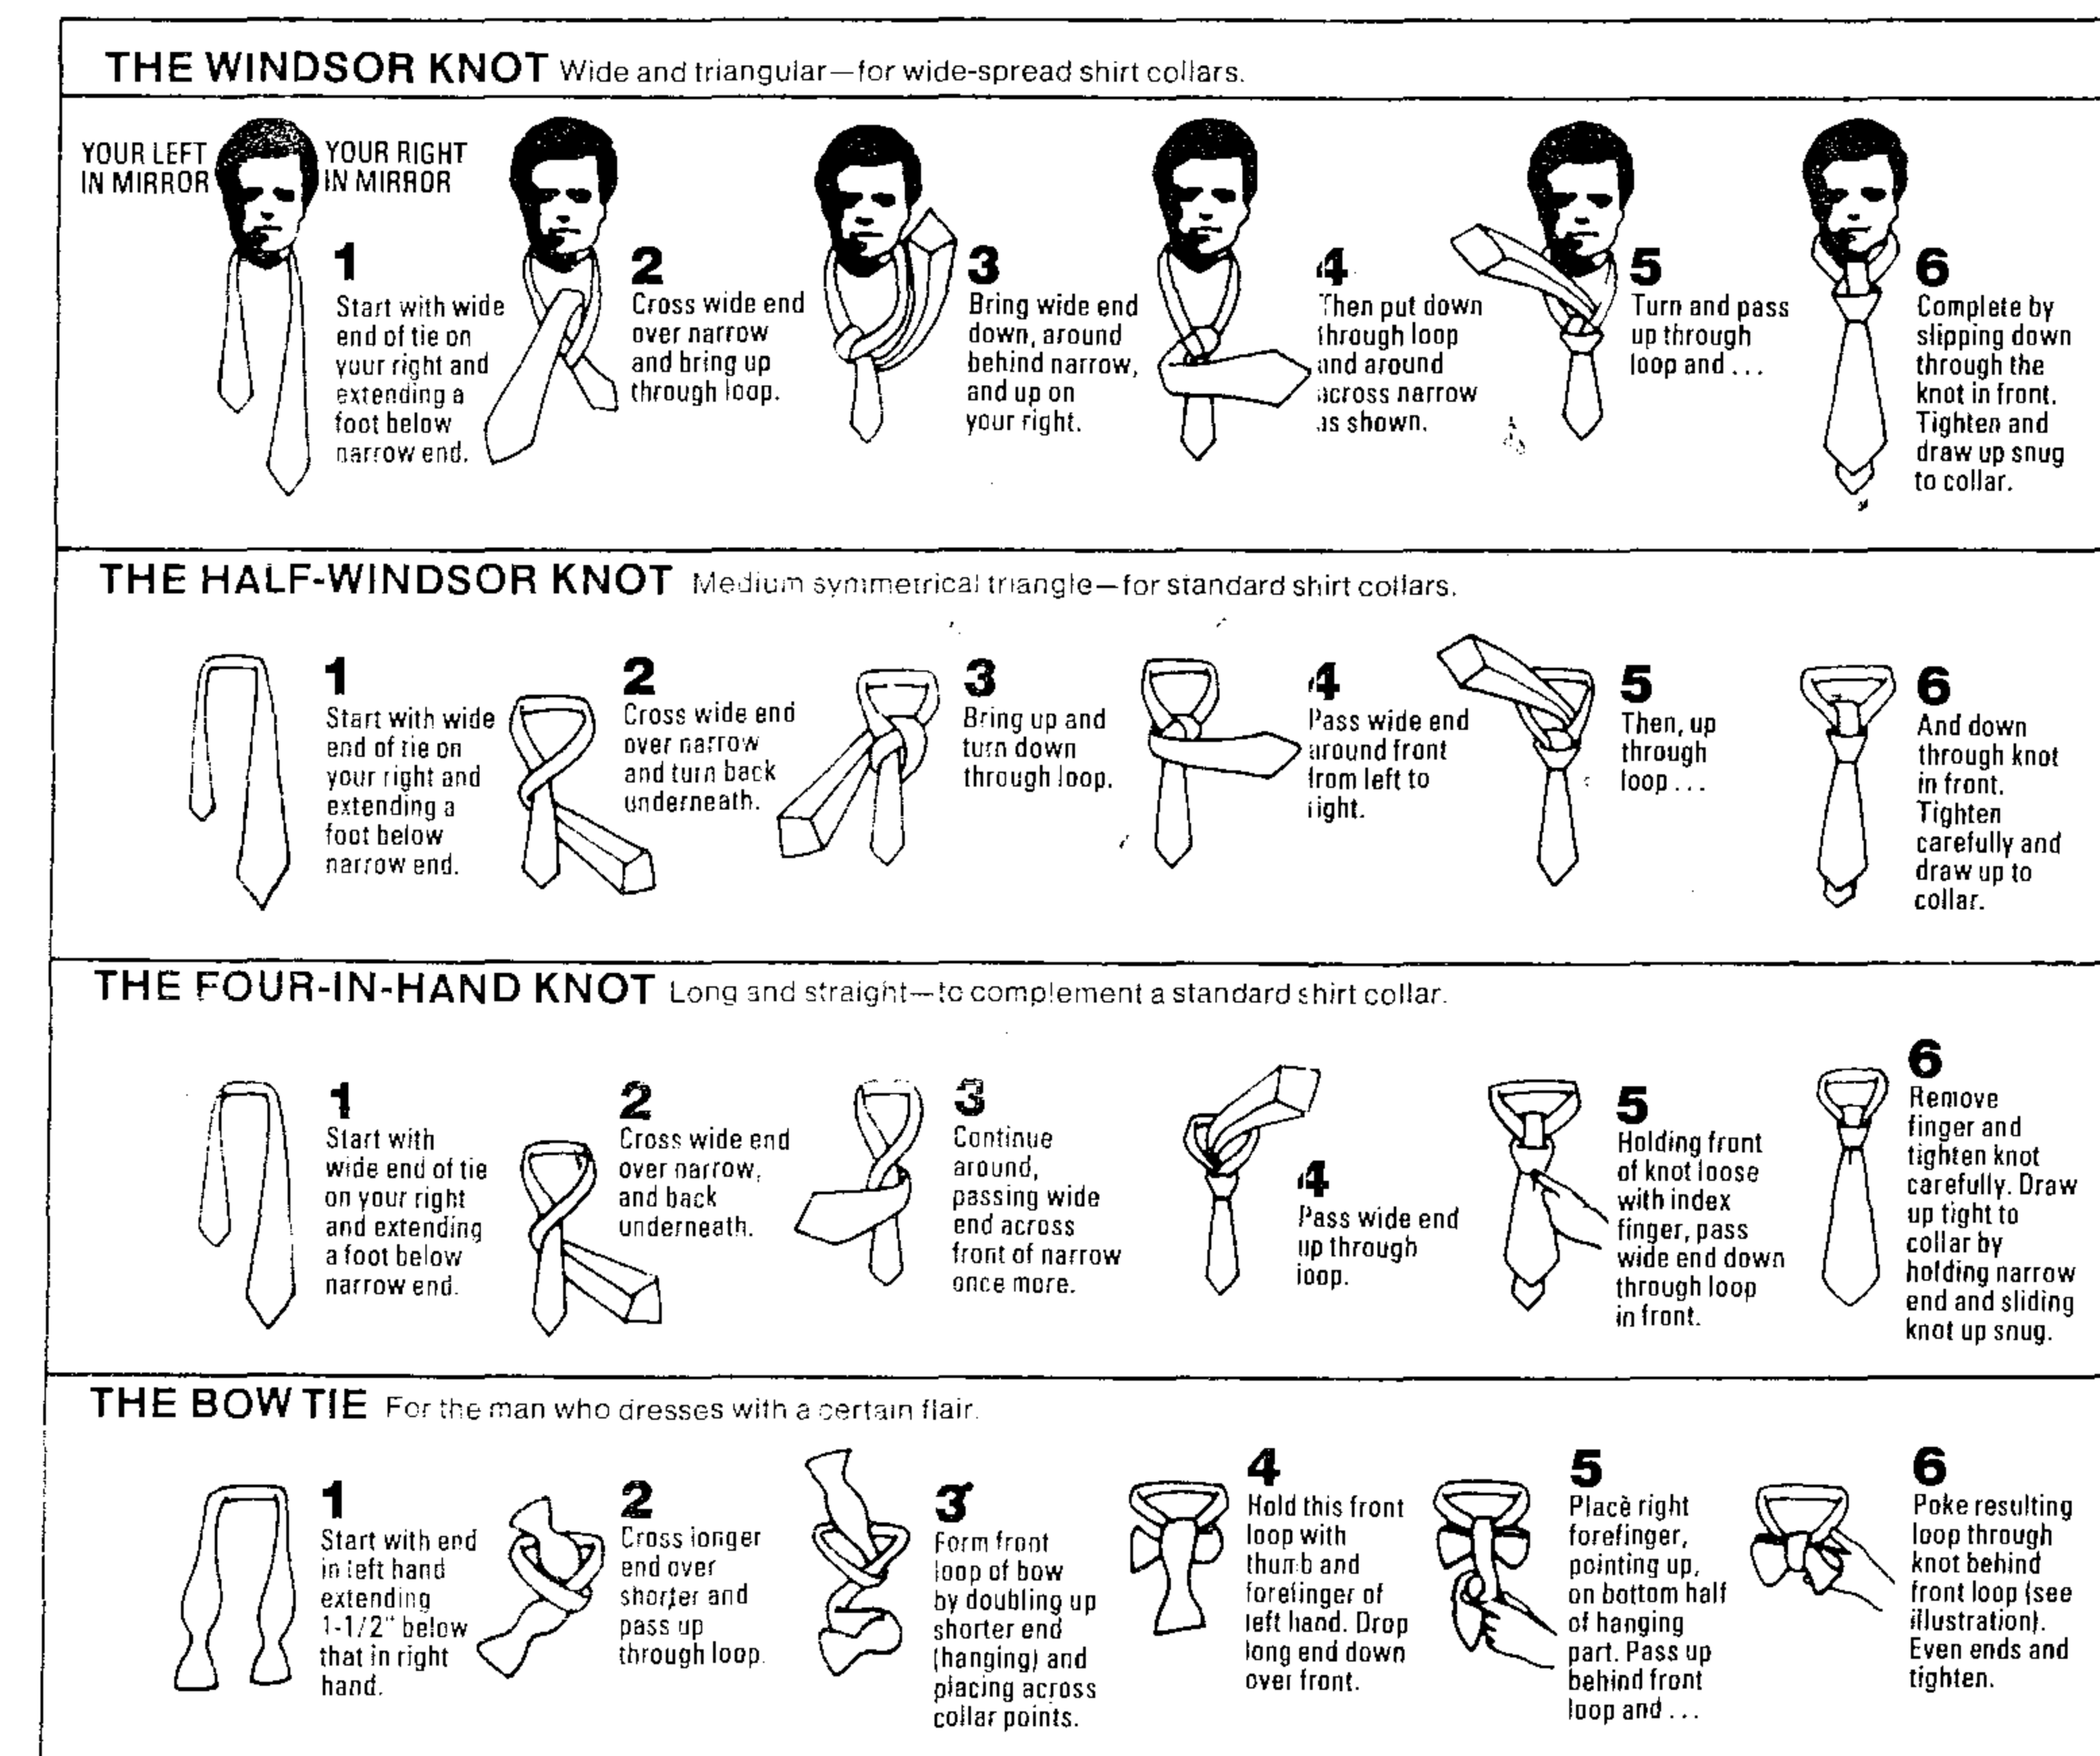 THE WINDSOR KNOT Wide and triangular—for wide-spread shirt collars.
YOUR LEFT
IN MIRROR
YOUR RIGHT
IN MIRROR
1
Start with wide
end of tie on
your right and
extending a
foot below
narrow end.
2
Cross wide end
over narrow
and bring up
through loop.
3
Bring wide end
down, around
behind narrow,
and up on
your right.
4
Then put down
through loop
and around
across narrow
as shown.
5
Turn and pass
up through
loop and ...
6
Complete by
slipping down
through the
knot in front.
Tighten and
draw up snug
to collar.
THE HALF-WINDSOR KNOT Medium symmetrical triangle—for standard shirt collars.
1
Start with wide
end of tie on
your right and
extending a
foot below
narrow end.
2
Cross wide end
over narrow
and turn back
underneath.
3
Bring up and
turn down
through loop.
4
Pass wide end
around front
from left to
right.
5
Then, up
through
loop ...
6
And down
through knot
in front.
Tighten
carefully and
draw up to
collar.
THE FOUR-IN-HAND KNOT Long and straight—to complement a standard shirt collar.
1
Start with
wide end of tie
on your right
and extending
a foot below
narrow end.
2
Cross wide end
over narrow,
and back
underneath.
3
Continue
around,
passing wide
end across
front of narrow
once more.
4
Pass wide end
up through
loop.
5
Holding front
of knot loose
with index
finger, pass
wide end down
through loop
in front.
6
Remove
finger and
tighten knot
carefully. Draw
up tight to
collar by
holding narrow
end and sliding
knot up snug.
THE BOW TIE For the man who dresses with a certain flair.
1
Start with end
in left hand
extending
1-1/2" below
that in right
hand.
2
Cross longer
end over
shorter and
pass up
through loop.
3
Form front
loop of bow
by doubling up
shorter end
(hanging) and
placing across
collar points.
4
Hold this front
loop with
thumb and
forefinger of
left hand. Drop
long end down
over front.
5
Place right
forefinger,
pointing up,
on bottom half
of hanging
part. Pass up
behind front
loop and ...
6
Poke resulting
loop through
knot behind
front loop (see
illustration).
Even ends and
tighten.